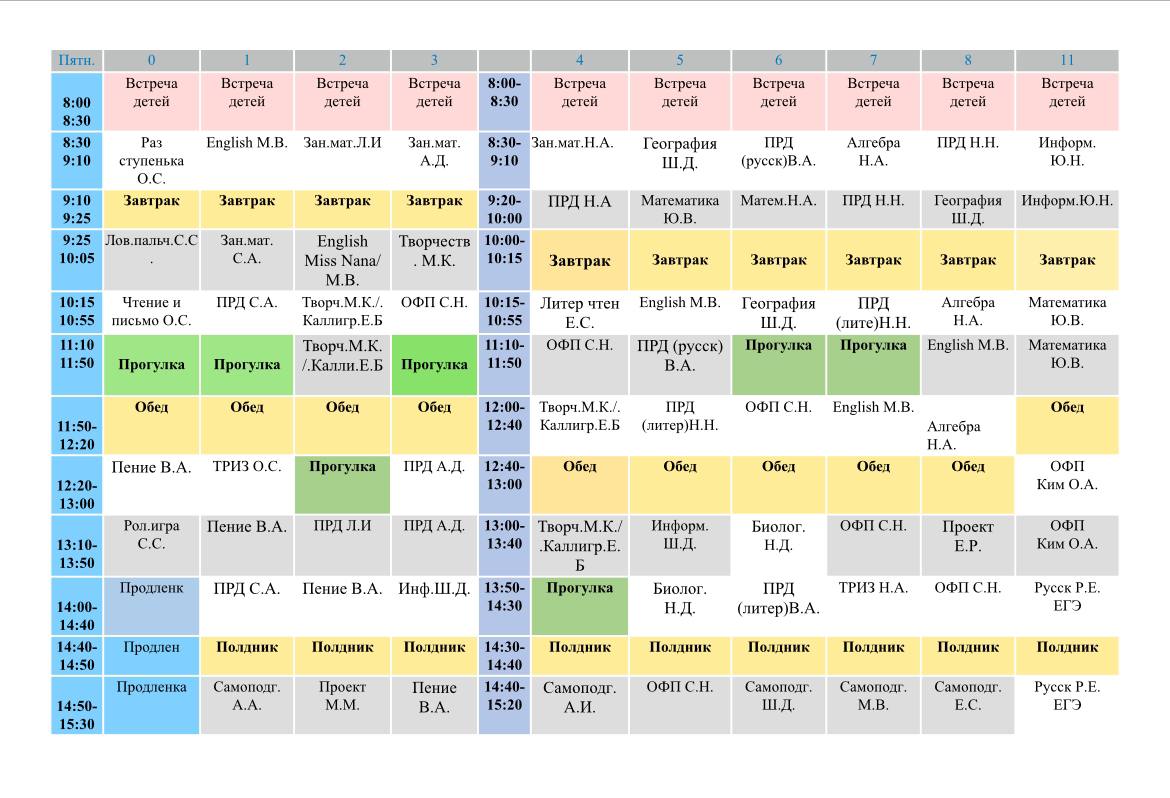 Пятн. 0 1 2 3 4 5 6 7 8 11
8:00 8:30 Встреча детей Встреча детей Встреча детей Встреча детей 8:00-8:30 Встреча детей Встреча детей Встреча детей Встреча детей Встреча детей Встреча детей
8:30 9:10 Раз ступенька О.С. English М.В. Зан.мат.Л.И Зан.мат. А.Д. 8:30-9:10 Зан.мат.Н.А. География Ш.Д. ПРД (русск)В.А. Алгебра Н.А. ПРД Н.Н. Информ. Ю.Н.
9:10 9:25 Завтрак Завтрак Завтрак Завтрак 9:20-10:00 ПРД Н.А Математика Ю.В. Матем.Н.А. ПРД Н.Н. География Ш.Д. Информ.Ю.Н.
9:25 10:05 Лов.пальч.С.С. Зан.мат. С.А. English Miss Nana/ М.В. Творчеств. М.К. 10:00-10:15 Завтрак Завтрак Завтрак Завтрак Завтрак Завтрак
10:15 10:55 Чтение и письмо О.С. ПРД С.А. Творч.М.К./. Каллигр.Е.Б ОФП С.Н. 10:15-10:55 Литер чтен Е.С. English М.В. География Ш.Д. ПРД (лите)Н.Н. Алгебра Н.А. Математика Ю.В.
11:10 11:50 Прогулка Прогулка Творч.М.К. /.Калли.Е.Б Прогулка 11:10-11:50 ОФП С.Н. ПРД (русск) В.А. Прогулка Прогулка English М.В. Математика Ю.В.
11:50-12:20 Обед Обед Обед Обед 12:00-12:40 Творч.М.К./. Каллигр.Е.Б ПРД (литер)Н.Н. ОФП С.Н. English М.В. Алгебра Н.А. Обед
12:20-13:00 Пение В.А. ТРИЗ О.С. Прогулка ПРД А.Д. 12:40-13:00 Обед Обед Обед Обед Обед ОФП Ким О.А.
13:10-13:50 Рол.игра С.С. Пение В.А. ПРД Л.И ПРД А.Д. 13:00-13:40 Творч.М.К./ .Каллигр.Е.Б Информ. Ш.Д. Биолог. Н.Д. ОФП С.Н. Проект Е.Р. ОФП Ким О.А.
14:00-14:40 Продленк ПРД С.А. Пение В.А. Инф.Ш.Д. 13:50-14:30 Прогулка Биолог. Н.Д. ПРД (литер)В.А. ТРИЗ Н.А. ОФП С.Н. Русск Р.Е. ЕГЭ
14:40-14:50 Продлен Полдник Полдник Полдник 14:30-14:40 Полдник Полдник Полдник Полдник Полдник Полдник
14:50-15:30 Продленка Самоподг. А.А. Проект М.М. Пение В.А. 14:40-15:20 Самоподг. А.И. ОФП С.Н. Самоподг. Ш.Д. Самоподг. М.В. Самоподг. Е.С. Русск Р.Е. ЕГЭ